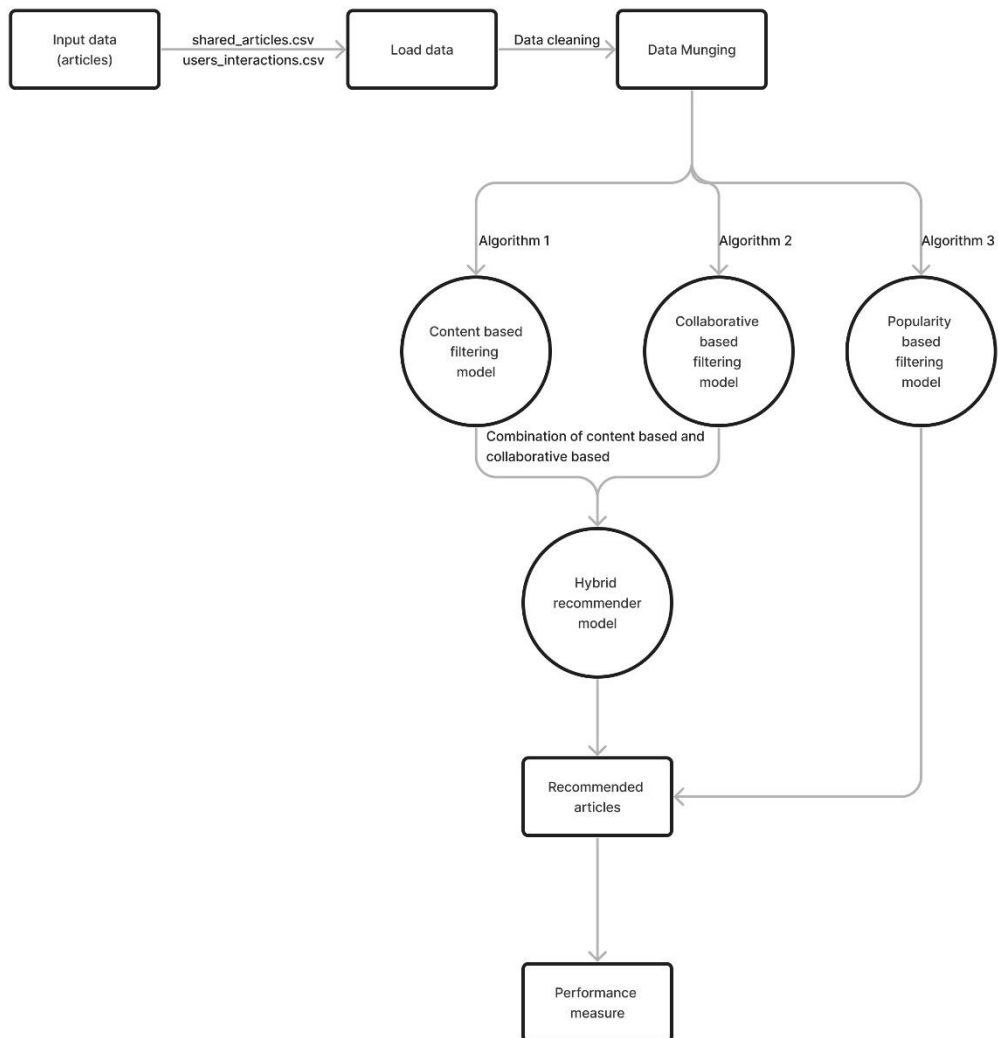 Input data
(articles)
shared_articles.csv
users_interactions.csv
Load data
Data cleaning
Data Munging
Algorithm 1
Algorithm 2
Algorithm 3
Content based
filtering
model
Collaborative
based
filtering
model
Popularity
based
filtering
model
Combination of content based and
collaborative based
Hybrid
recommender
model
Recommended
articles
Performance
measure